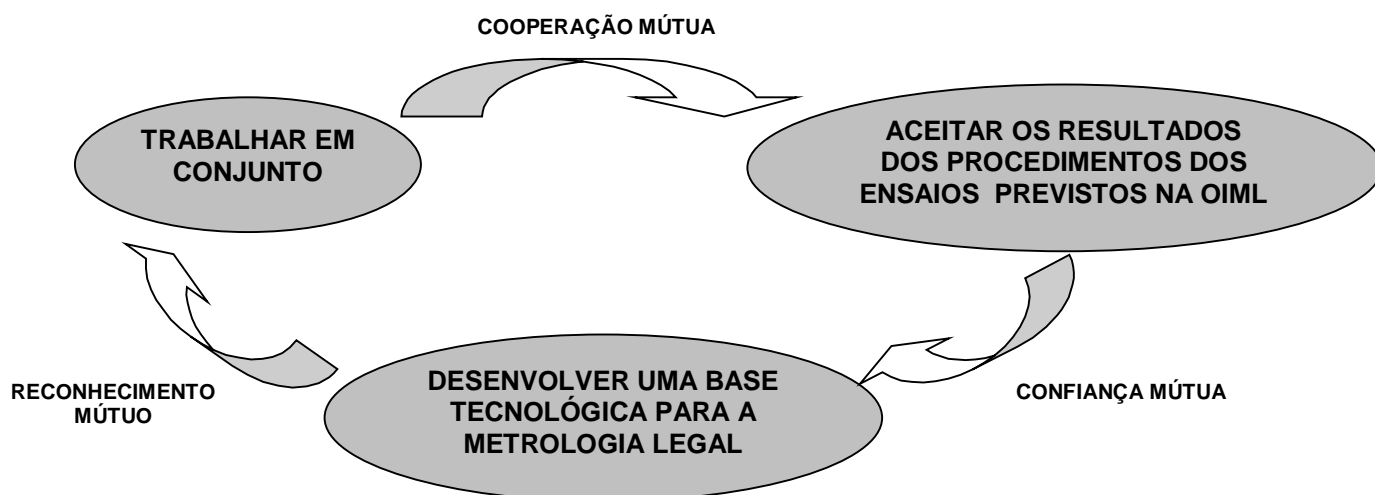 COOPERAÇÃO MÚTUA
TRABALHAR EM
CONJUNTO
ACEITAR OS RESULTADOS
DOS PROCEDIMENTOS DOS
ENSAIOS PREVISTOS NA OIML
RECONHECIMENTO
MÚTUO
DESENVOLVER UMA BASE
TECNOLÓGICA PARA A
METROLOGIA LEGAL
CONFIANÇA MÚTUA